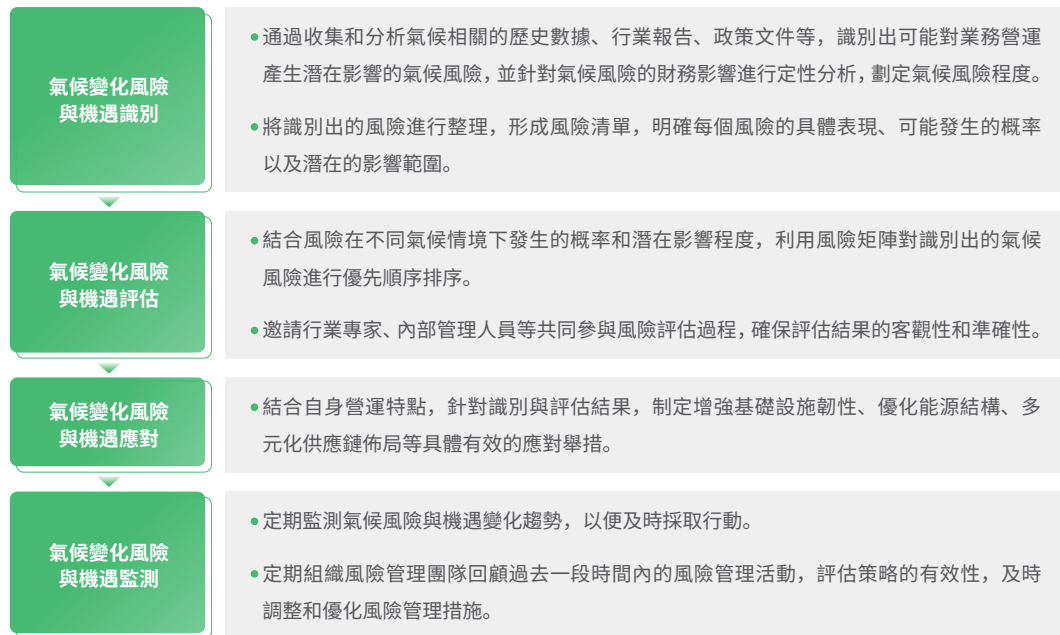 氣候變化風險
與機遇識別
•通過收集和分析氣候相關的歷史數據、行業報告、政策文件等，識別出可能對業務營運
產生潛在影響的氣候風險，並針對氣候風險的財務影響進行定性分析，劃定氣候風險程度。
•將識別出的風險進行整理，形成風險清單，明確每個風險的具體表現、可能發生的概率
以及潛在的影響範圍。
氣候變化風險
與機遇評估
•結合風險在不同氣候情境下發生的概率和潛在影響程度，利用風險矩陣對識別出的氣候
風險進行優先順序排序。
•邀請行業專家、內部管理人員等共同參與風險評估過程，確保評估結果的客觀性和準確性。
氣候變化風險
與機遇應對
•結合自身營運特點，針對識別與評估結果，制定增強基礎設施韌性、優化能源結構、多
元化供應鏈佈局等具體有效的應對舉措。
氣候變化風險
與機遇監測
•定期監測氣候風險與機遇變化趨勢，以便及時採取行動。
•定期組織風險管理團隊回顧過去一段時間內的風險管理活動，評估策略的有效性，及時
調整和優化風險管理措施。